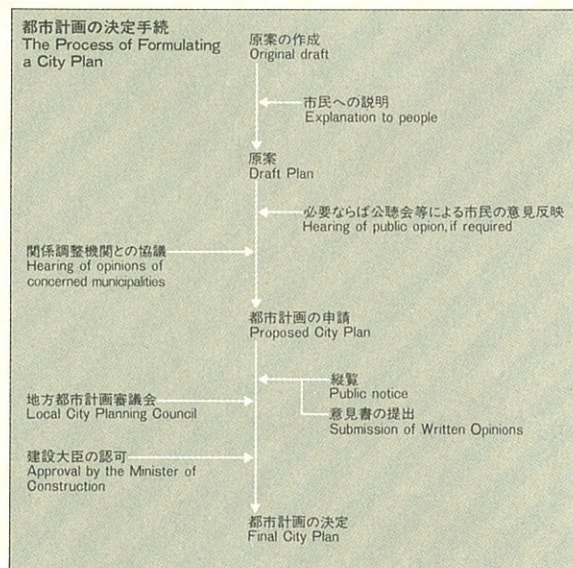 都市計画の決定手続
The Process of Formulating
a City Plan
原案の作成
Original draft
市民への説明
Explanation to people
原案
Draft Plan
必要ならば公聴会等による市民の意見反映
Hearing of public opion, if required
関係調整機関との協議
Hearing of opinions of
concerned municipalities
都市計画の申請
Proposed City Plan
縦覧
Public notice
地方都市計画審議会
Local City Planning Council
意見書の提出
Submission of Written Opinions
建設大臣の認可
Approval by the Minister of
Construction
都市計画の決定
Final City Plan